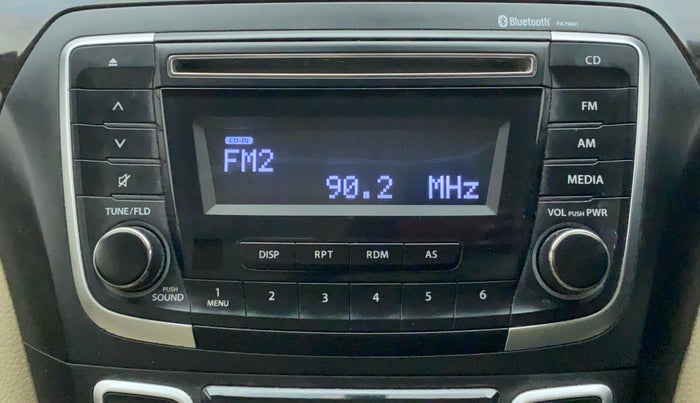 Bluetooth PA70M1
CD
FM
AM
MEDIA
CD-IN
FM2
90.2 MHz
TUNE/FLD
VOL PUSH PWR
DISP RPT RDM AS
PUSH
SOUND
1 2 3 4 5 6
MENU